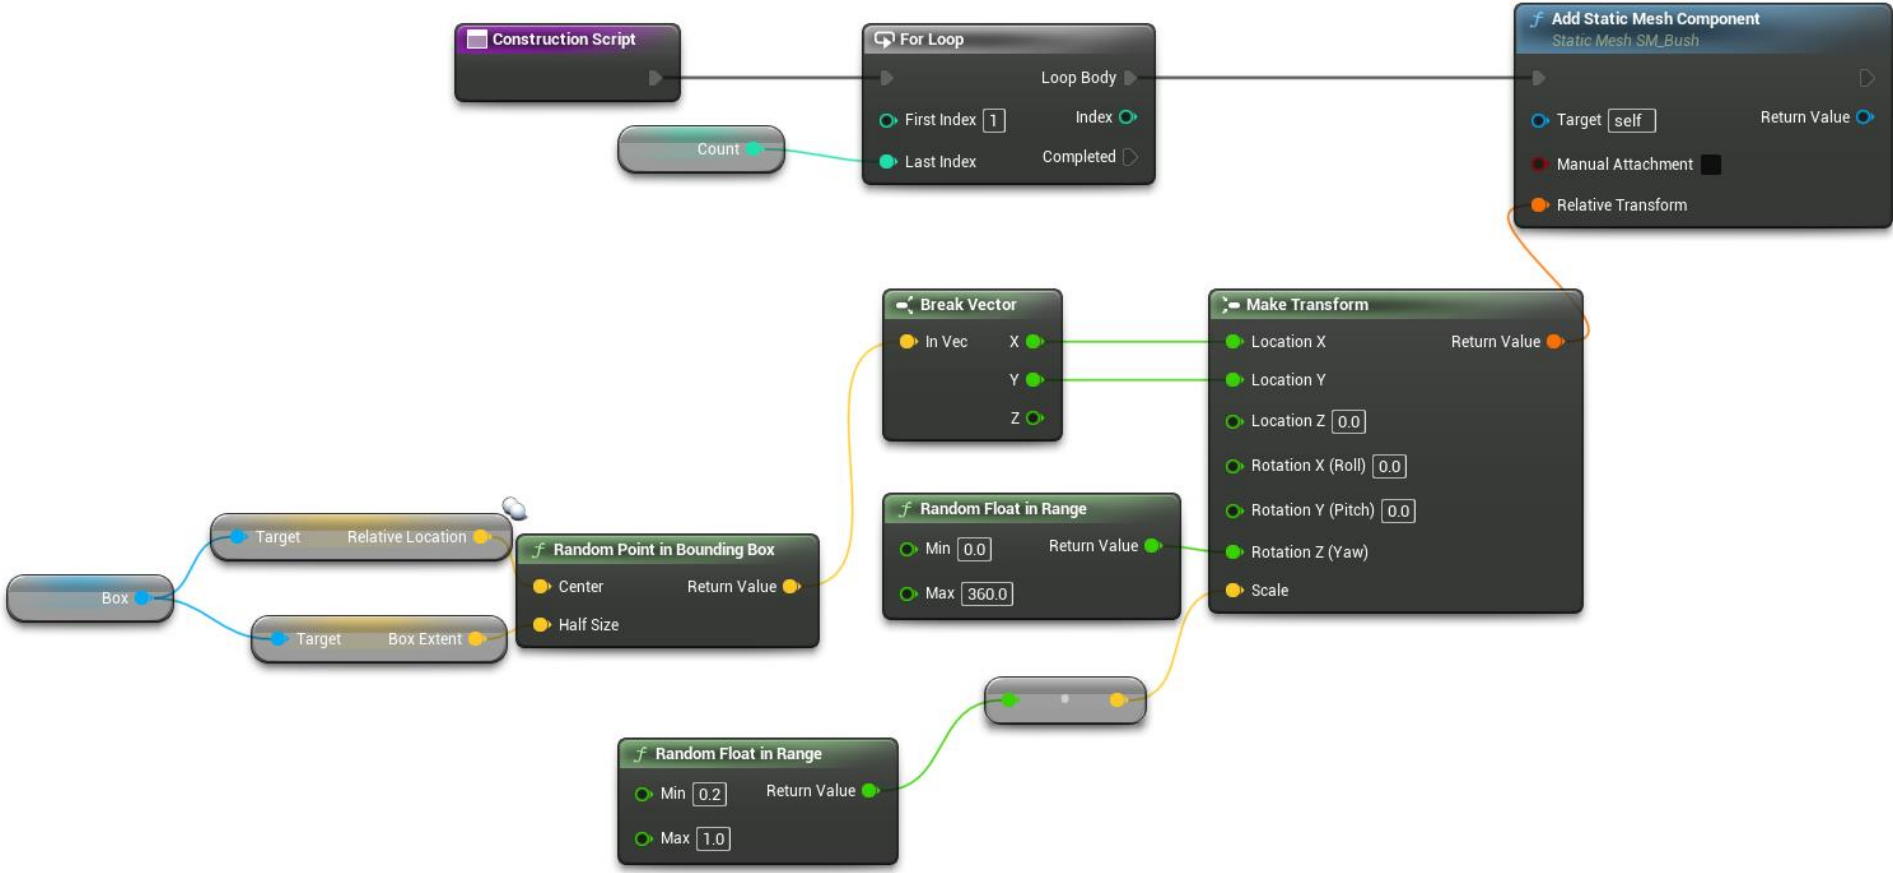 Construction Script
For Loop
Loop Body
First Index 1
Index
Last Index
Completed
Count
Add Static Mesh Component
Static Mesh SM_Bush
Target self
Return Value
Manual Attachment
Relative Transform
Break Vector
In Vec
X
Y
Z
Make Transform
Location X
Return Value
Location Y
Location Z 0.0
Rotation X (Roll) 0.0
Rotation Y (Pitch) 0.0
Rotation Z (Yaw)
Scale
Random Float in Range
Min 0.0
Return Value
Max 360.0
Target
Relative Location
Box
Target
Box Extent
Random Point in Bounding Box
Center
Return Value
Half Size
Random Float in Range
Min 0.2
Return Value
Max 1.0